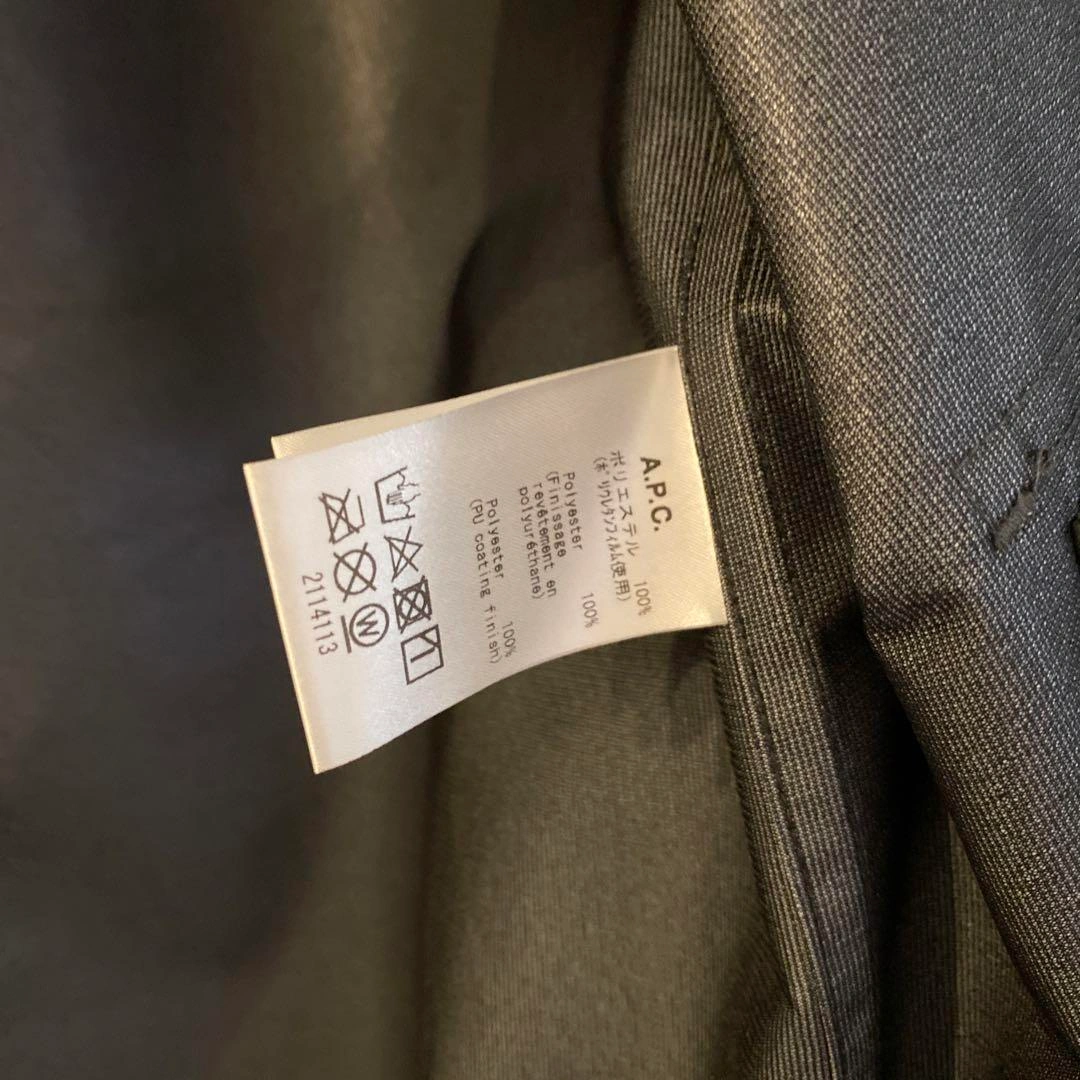 A.P.C.
ポリエステル 100%
(ポリウレタンフィルム使用)
Polyester 100%
(Finissage
revêtement en
polyuréthane)
Polyester 100%
(PU coating finish)
W
2114113